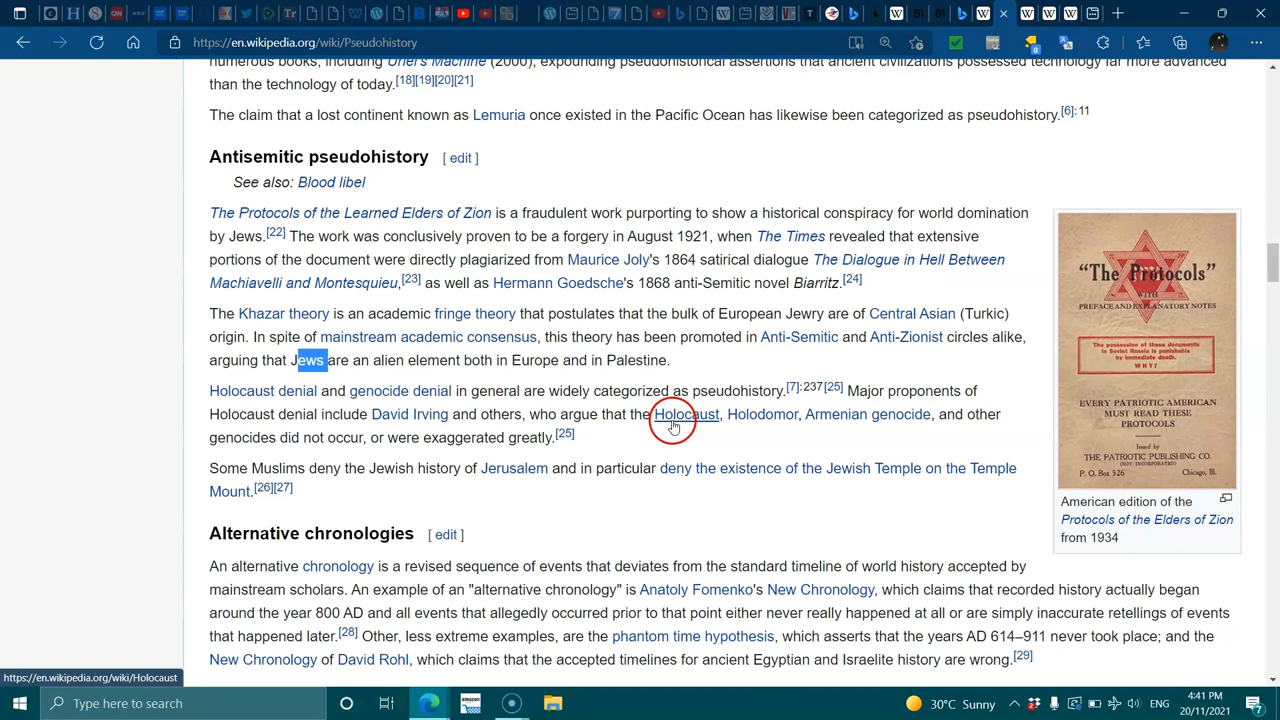 https://en.wikipedia.org/wiki/Pseudohistory
numerous books, including Uriel's Machine (2000), expounding pseudohistorical assertions that ancient civilizations possessed technology far more advanced
than the technology of today.[18][19][20][21]
The claim that a lost continent known as Lemuria once existed in the Pacific Ocean has likewise been categorized as pseudohistory.[6]:11
Antisemitic pseudohistory [ edit ]
See also: Blood libel
The Protocols of the Learned Elders of Zion is a fraudulent work purporting to show a historical conspiracy for world domination
by Jews.[22] The work was conclusively proven to be a forgery in August 1921, when The Times revealed that extensive
portions of the document were directly plagiarized from Maurice Joly's 1864 satirical dialogue The Dialogue in Hell Between
Machiavelli and Montesquieu,[23] as well as Hermann Goedsche's 1868 anti-Semitic novel Biarritz.[24]
The Khazar theory is an academic fringe theory that postulates that the bulk of European Jewry are of Central Asian (Turkic)
origin. In spite of mainstream academic consensus, this theory has been promoted in Anti-Semitic and Anti-Zionist circles alike,
arguing that Jews are an alien element both in Europe and in Palestine.
Holocaust denial and genocide denial in general are widely categorized as pseudohistory.[7]:237[25] Major proponents of
Holocaust denial include David Irving and others, who argue that the Holocaust, Holodomor, Armenian genocide, and other
genocides did not occur, or were exaggerated greatly.[25]
Some Muslims deny the Jewish history of Jerusalem and in particular deny the existence of the Jewish Temple on the Temple
Mount.[26][27]
"The Protocols"
WITH
PREFACE AND EXPLANATORY NOTES
The possession of these documents
in Soviet Russia is punishable
by immediate death.
WHY?
EVERY PATRIOTIC AMERICAN
MUST READ THESE
PROTOCOLS
Issued by
THE PATRIOTIC PUBLISHING CO.
(NOT INCORPORATED)
P. O. Box 526 Chicago, Ill.
American edition of the
Protocols of the Elders of Zion
from 1934
Alternative chronologies [ edit ]
An alternative chronology is a revised sequence of events that deviates from the standard timeline of world history accepted by
mainstream scholars. An example of an "alternative chronology" is Anatoly Fomenko's New Chronology, which claims that recorded history actually began
around the year 800 AD and all events that allegedly occurred prior to that point either never really happened at all or are simply inaccurate retellings of events
that happened later.[28] Other, less extreme examples, are the phantom time hypothesis, which asserts that the years AD 614–911 never took place; and the
New Chronology of David Rohl, which claims that the accepted timelines for ancient Egyptian and Israelite history are wrong.[29]
https://en.wikipedia.org/wiki/Holocaust
Type here to search
amazon
30°C Sunny
ENG
4:41 PM
20/11/2021